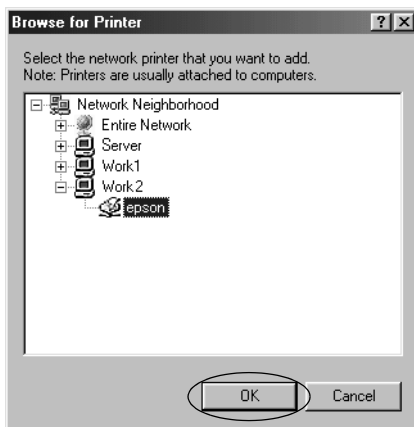 Browse for Printer
Select the network printer that you want to add.
Note: Printers are usually attached to computers.
Network Neighborhood
Entire Network
Server
Work1
Work2
epson
OK Cancel